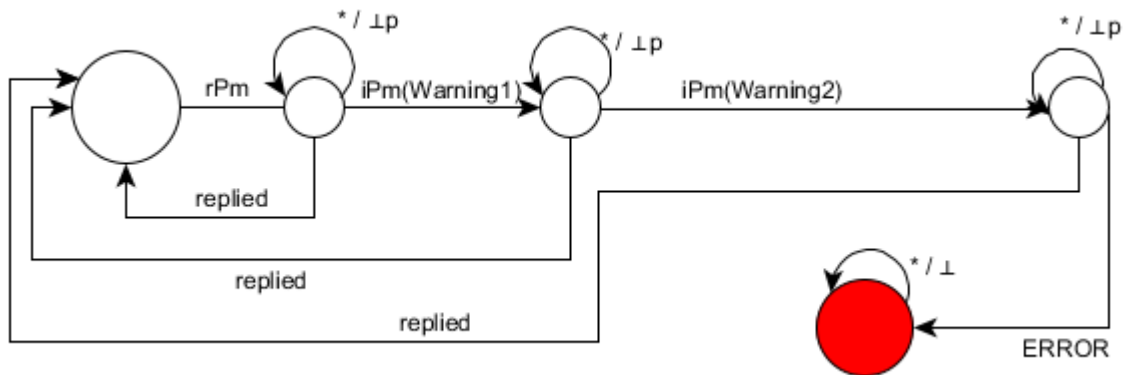 * / ⊥p
* / ⊥p
* / ⊥p
rPm
iPm(Warning1)
iPm(Warning2)
replied
replied
* / ⊥
replied
ERROR